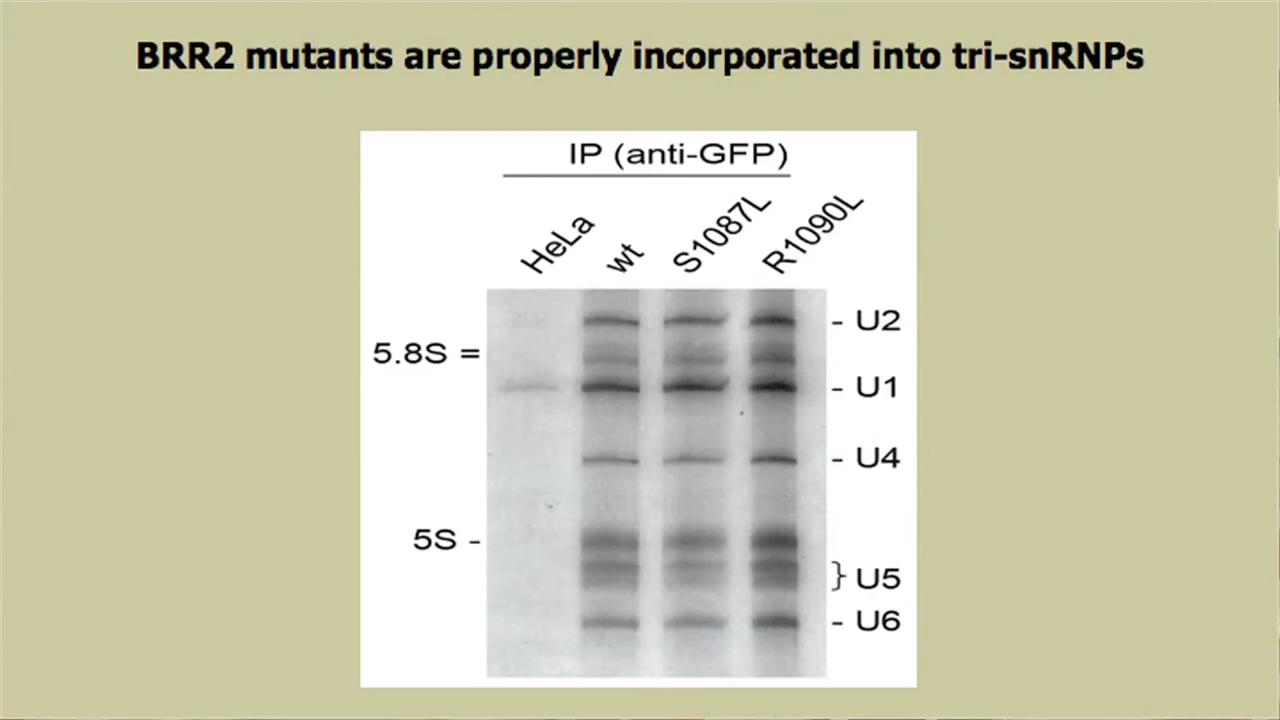 BRR2 mutants are properly incorporated into tri-snRNPs
IP (anti-GFP)
HeLa wt S1087L R1090L
- U2
5.8S =
- U1
- U4
5S -
} U5
- U6